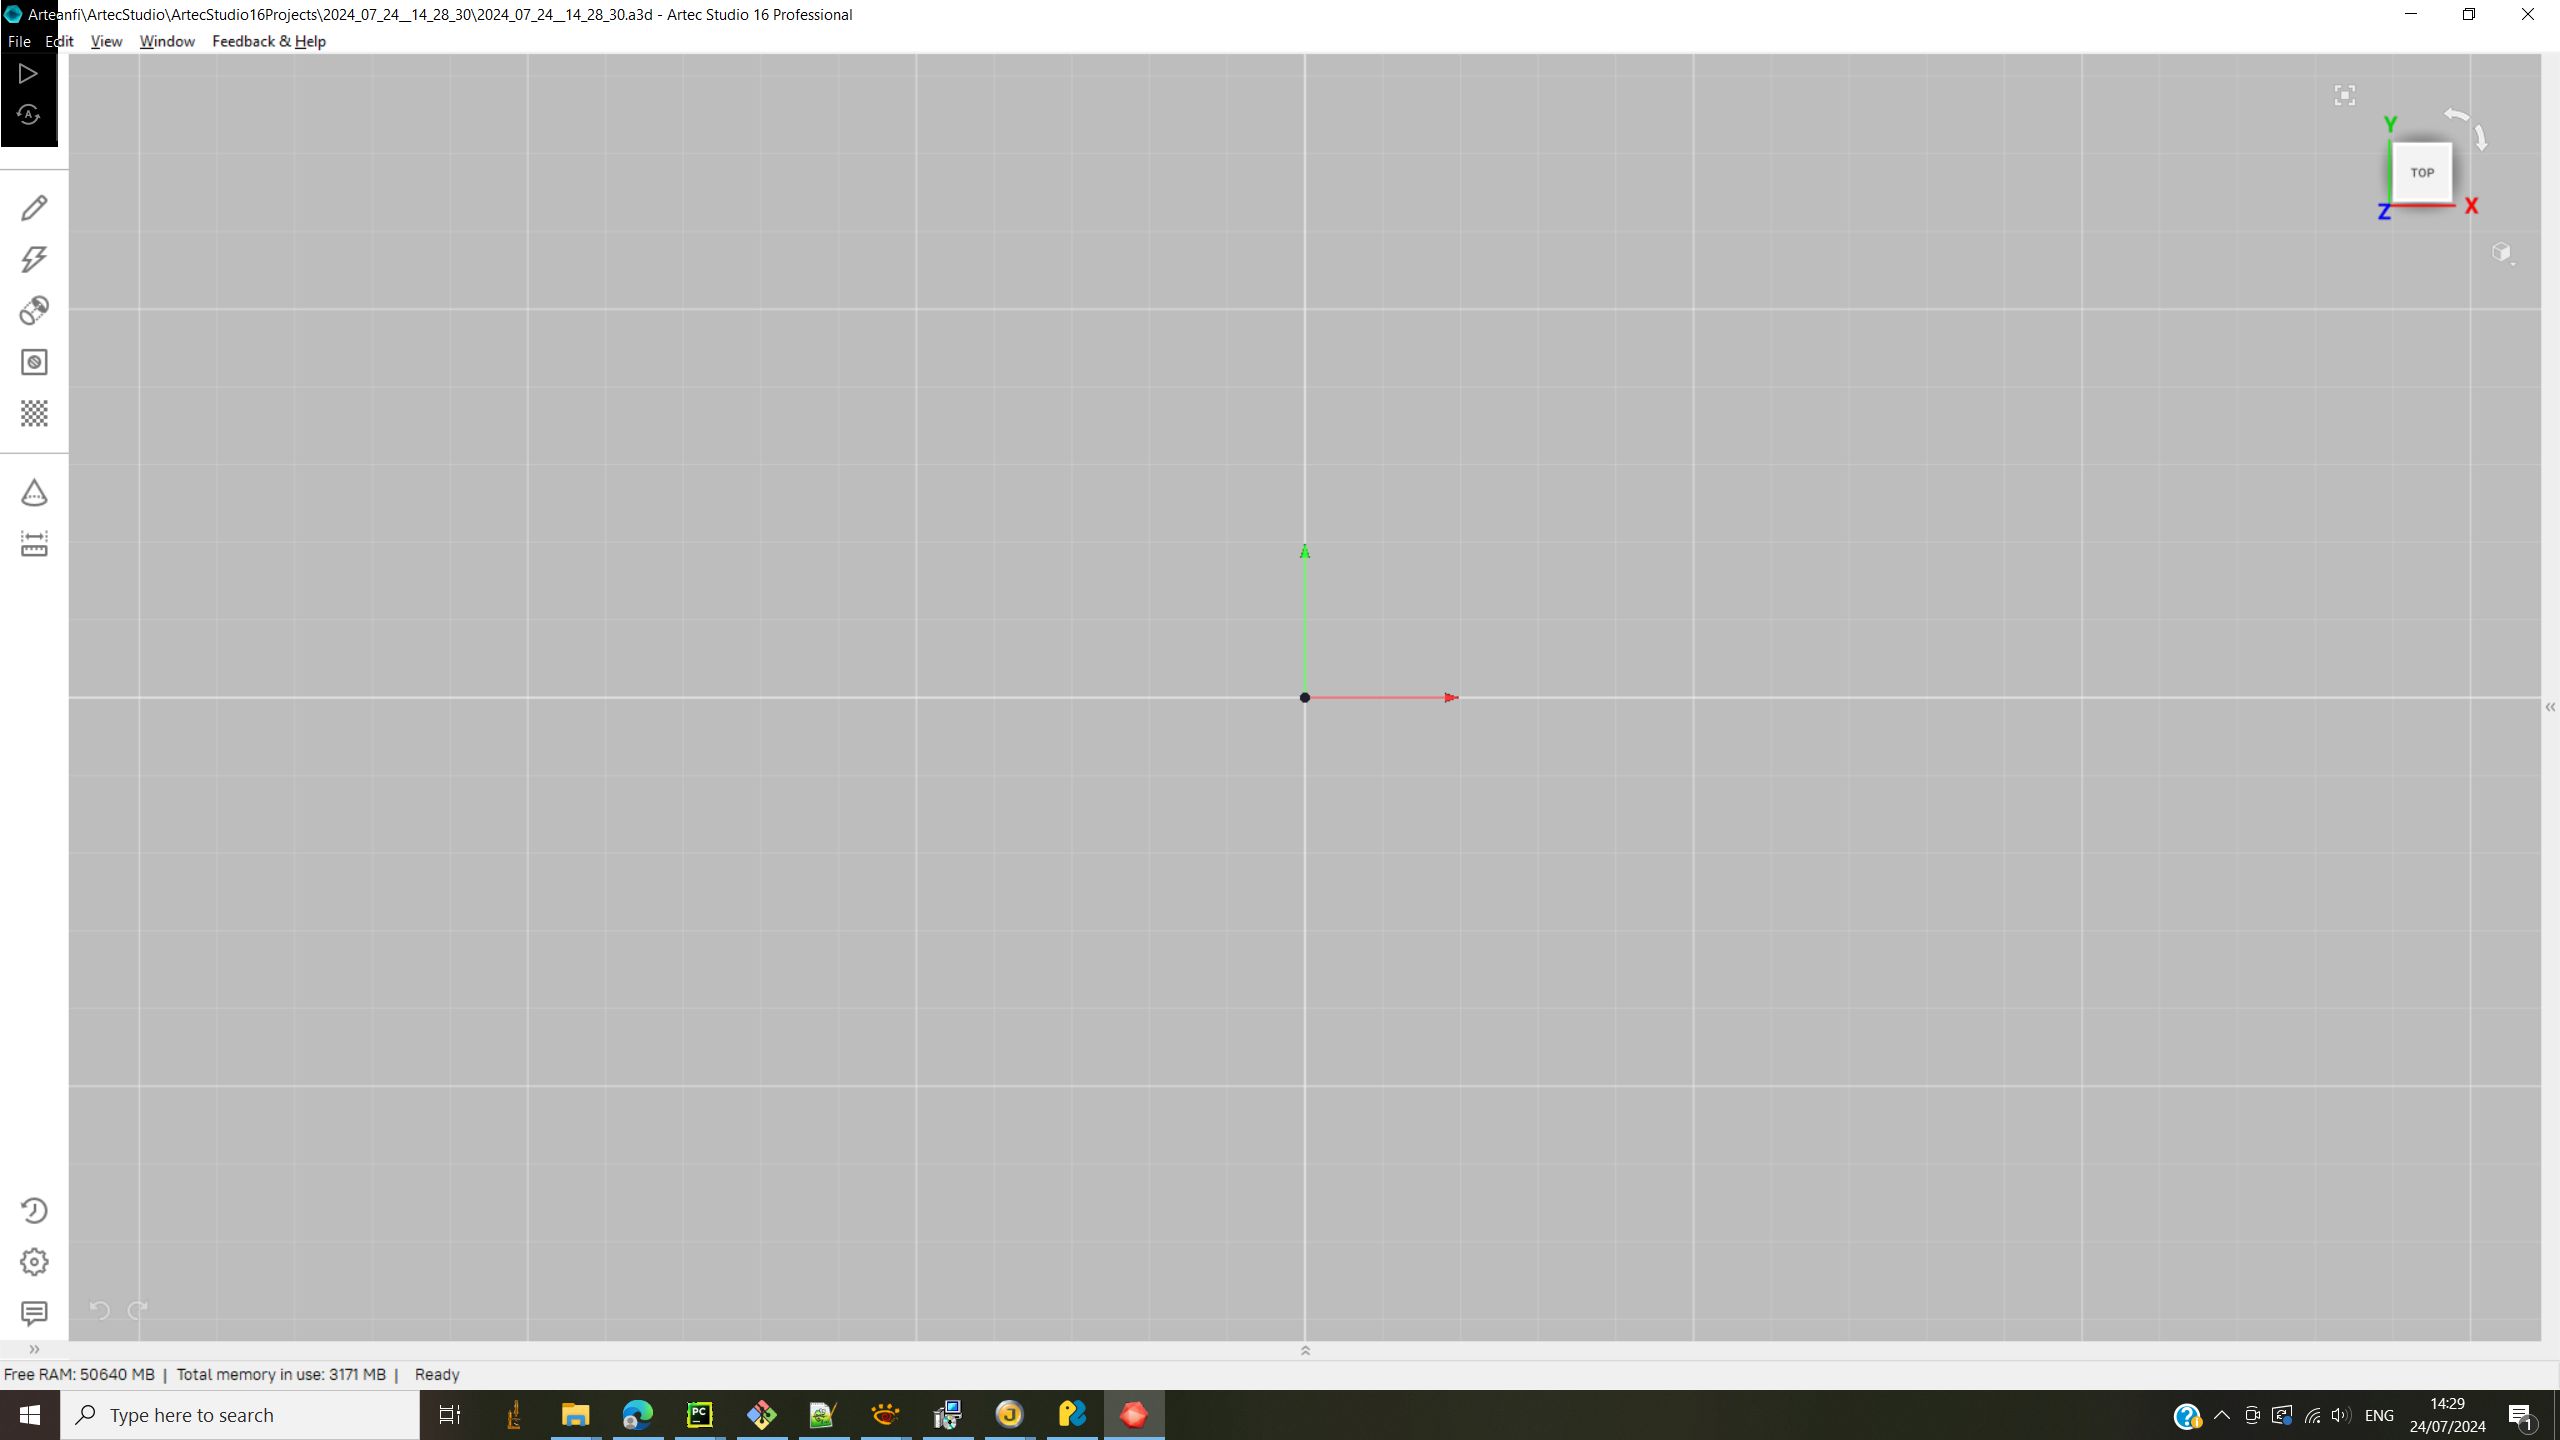 Arteanfi\ArtecStudio\ArtecStudio16Projects\2024_07_24__14_28_30\2024_07_24__14_28_30.a3d - Artec Studio 16 Professional
File Edit View Window Feedback & Help
A
Y
TOP
Z X
Free RAM: 50640 MB | Total memory in use: 3171 MB | Ready
Type here to search
PC
J
ENG
14:29
24/07/2024
1